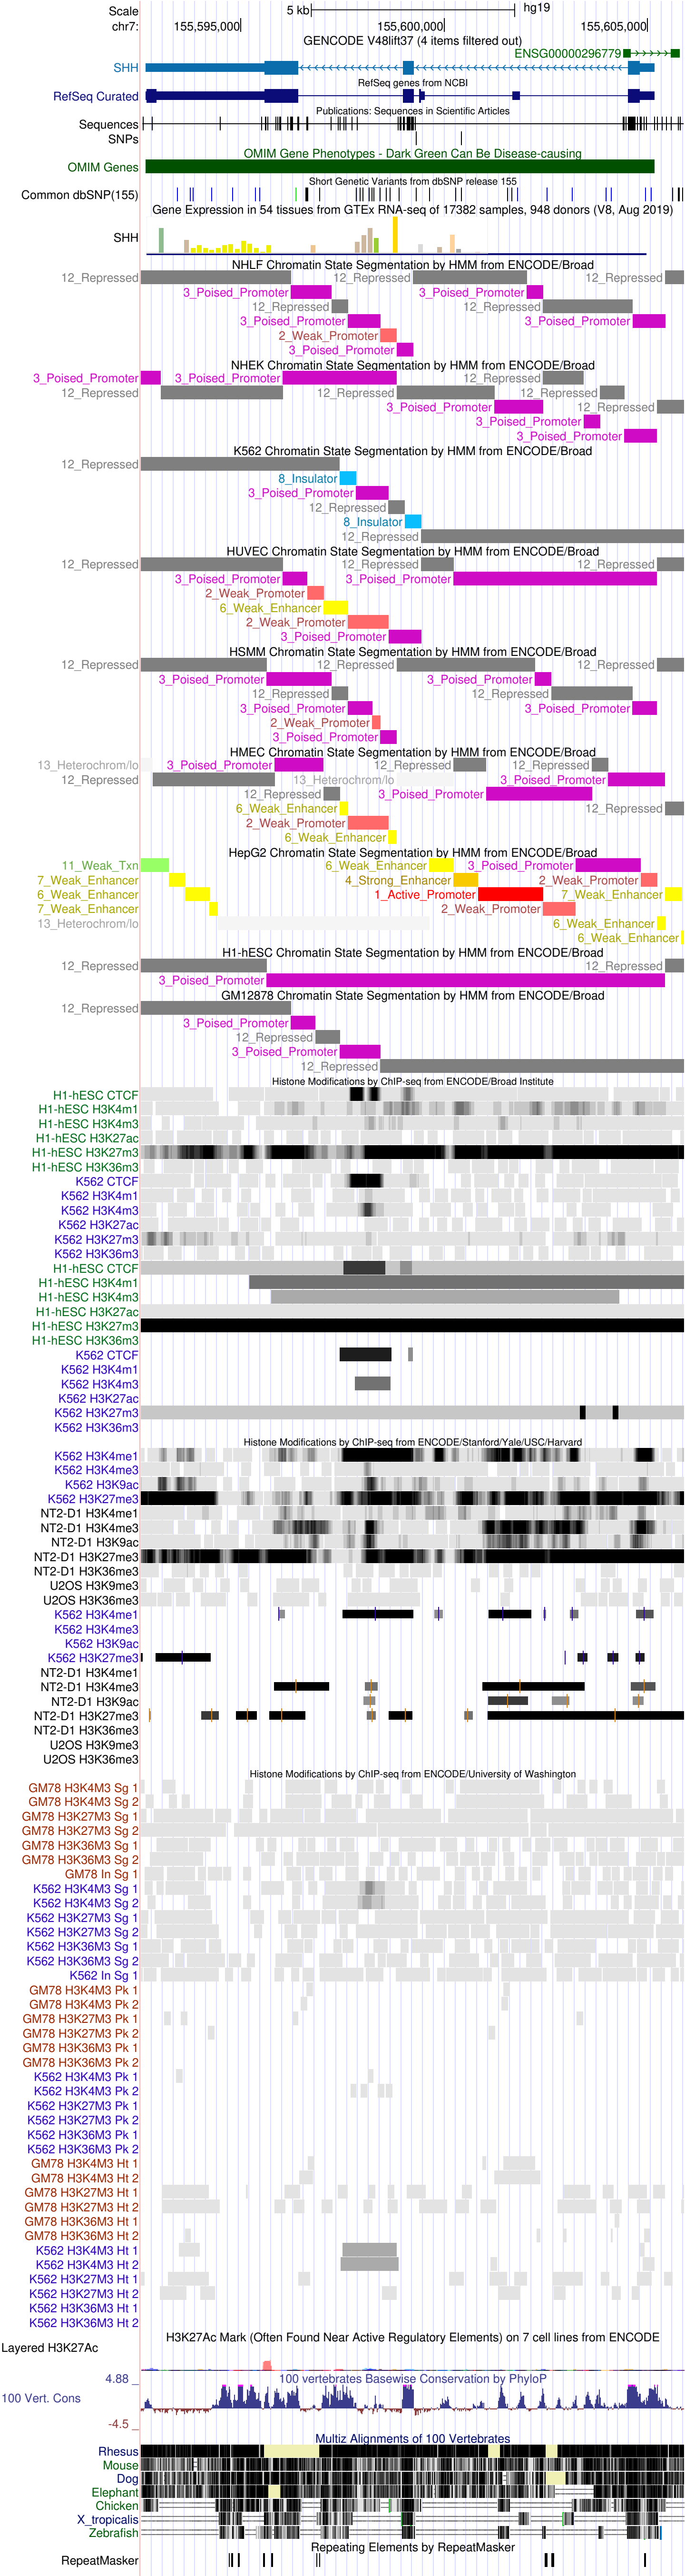 Scale 5 kb hg19
chr7: 155,595,000 155,600,000 155,605,000
GENCODE V48lift37 (4 items filtered out)
ENSG00000296779
SHH
RefSeq genes from NCBI
RefSeq Curated
Publications: Sequences in Scientific Articles
Sequences
SNPs
OMIM Gene Phenotypes - Dark Green Can Be Disease-causing
OMIM Genes
Short Genetic Variants from dbSNP release 155
Common dbSNP(155)
Gene Expression in 54 tissues from GTEx RNA-seq of 17382 samples, 948 donors (V8, Aug 2019)
SHH
NHLF Chromatin State Segmentation by HMM from ENCODE/Broad
12_Repressed 12_Repressed 12_Repressed
3_Poised_Promoter 3_Poised_Promoter
12_Repressed 12_Repressed
3_Poised_Promoter 3_Poised_Promoter
2_Weak_Promoter
3_Poised_Promoter
NHEK Chromatin State Segmentation by HMM from ENCODE/Broad
3_Poised_Promoter 3_Poised_Promoter 12_Repressed
12_Repressed 12_Repressed 12_Repressed
3_Poised_Promoter 12_Repressed
3_Poised_Promoter
3_Poised_Promoter
K562 Chromatin State Segmentation by HMM from ENCODE/Broad
12_Repressed
8_Insulator
3_Poised_Promoter
12_Repressed
8_Insulator
12_Repressed
HUVEC Chromatin State Segmentation by HMM from ENCODE/Broad
12_Repressed 12_Repressed 12_Repressed
3_Poised_Promoter 3_Poised_Promoter
2_Weak_Promoter
6_Weak_Enhancer
2_Weak_Promoter
3_Poised_Promoter
HSMM Chromatin State Segmentation by HMM from ENCODE/Broad
12_Repressed 12_Repressed 12_Repressed
3_Poised_Promoter 3_Poised_Promoter
12_Repressed 12_Repressed
3_Poised_Promoter 3_Poised_Promoter
2_Weak_Promoter
3_Poised_Promoter
HMEC Chromatin State Segmentation by HMM from ENCODE/Broad
13_Heterochrom/lo 3_Poised_Promoter 12_Repressed 12_Repressed
12_Repressed 13_Heterochrom/lo 3_Poised_Promoter
12_Repressed 3_Poised_Promoter
6_Weak_Enhancer 12_Repressed
2_Weak_Promoter
6_Weak_Enhancer
HepG2 Chromatin State Segmentation by HMM from ENCODE/Broad
11_Weak_Txn 6_Weak_Enhancer 3_Poised_Promoter
7_Weak_Enhancer 4_Strong_Enhancer 2_Weak_Promoter
6_Weak_Enhancer 1_Active_Promoter 7_Weak_Enhancer
7_Weak_Enhancer 2_Weak_Promoter
13_Heterochrom/lo 6_Weak_Enhancer
6_Weak_Enhancer
H1-hESC Chromatin State Segmentation by HMM from ENCODE/Broad
12_Repressed 12_Repressed
3_Poised_Promoter
GM12878 Chromatin State Segmentation by HMM from ENCODE/Broad
12_Repressed
3_Poised_Promoter
12_Repressed
3_Poised_Promoter
12_Repressed
Histone Modifications by ChIP-seq from ENCODE/Broad Institute
H1-hESC CTCF
H1-hESC H3K4m1
H1-hESC H3K4m3
H1-hESC H3K27ac
H1-hESC H3K27m3
H1-hESC H3K36m3
K562 CTCF
K562 H3K4m1
K562 H3K4m3
K562 H3K27ac
K562 H3K27m3
K562 H3K36m3
H1-hESC CTCF
H1-hESC H3K4m1
H1-hESC H3K4m3
H1-hESC H3K27ac
H1-hESC H3K27m3
H1-hESC H3K36m3
K562 CTCF
K562 H3K4m1
K562 H3K4m3
K562 H3K27ac
K562 H3K27m3
K562 H3K36m3
Histone Modifications by ChIP-seq from ENCODE/Stanford/Yale/USC/Harvard
K562 H3K4me1
K562 H3K4me3
K562 H3K9ac
K562 H3K27me3
NT2-D1 H3K4me1
NT2-D1 H3K4me3
NT2-D1 H3K9ac
NT2-D1 H3K27me3
NT2-D1 H3K36me3
U2OS H3K9me3
U2OS H3K36me3
K562 H3K4me1
K562 H3K4me3
K562 H3K9ac
K562 H3K27me3
NT2-D1 H3K4me1
NT2-D1 H3K4me3
NT2-D1 H3K9ac
NT2-D1 H3K27me3
NT2-D1 H3K36me3
U2OS H3K9me3
U2OS H3K36me3
Histone Modifications by ChIP-seq from ENCODE/University of Washington
GM78 H3K4M3 Sg 1
GM78 H3K4M3 Sg 2
GM78 H3K27M3 Sg 1
GM78 H3K27M3 Sg 2
GM78 H3K36M3 Sg 1
GM78 H3K36M3 Sg 2
GM78 In Sg 1
K562 H3K4M3 Sg 1
K562 H3K4M3 Sg 2
K562 H3K27M3 Sg 1
K562 H3K27M3 Sg 2
K562 H3K36M3 Sg 1
K562 H3K36M3 Sg 2
K562 In Sg 1
GM78 H3K4M3 Pk 1
GM78 H3K4M3 Pk 2
GM78 H3K27M3 Pk 1
GM78 H3K27M3 Pk 2
GM78 H3K36M3 Pk 1
GM78 H3K36M3 Pk 2
K562 H3K4M3 Pk 1
K562 H3K4M3 Pk 2
K562 H3K27M3 Pk 1
K562 H3K27M3 Pk 2
K562 H3K36M3 Pk 1
K562 H3K36M3 Pk 2
GM78 H3K4M3 Ht 1
GM78 H3K4M3 Ht 2
GM78 H3K27M3 Ht 1
GM78 H3K27M3 Ht 2
GM78 H3K36M3 Ht 1
GM78 H3K36M3 Ht 2
K562 H3K4M3 Ht 1
K562 H3K4M3 Ht 2
K562 H3K27M3 Ht 1
K562 H3K27M3 Ht 2
K562 H3K36M3 Ht 1
K562 H3K36M3 Ht 2
H3K27Ac Mark (Often Found Near Active Regulatory Elements) on 7 cell lines from ENCODE
Layered H3K27Ac
4.88 _ 100 vertebrates Basewise Conservation by PhyloP
100 Vert. Cons
-4.5 _
Multiz Alignments of 100 Vertebrates
Rhesus
Mouse
Dog
Elephant
Chicken
X_tropicalis
Zebrafish
Repeating Elements by RepeatMasker
RepeatMasker